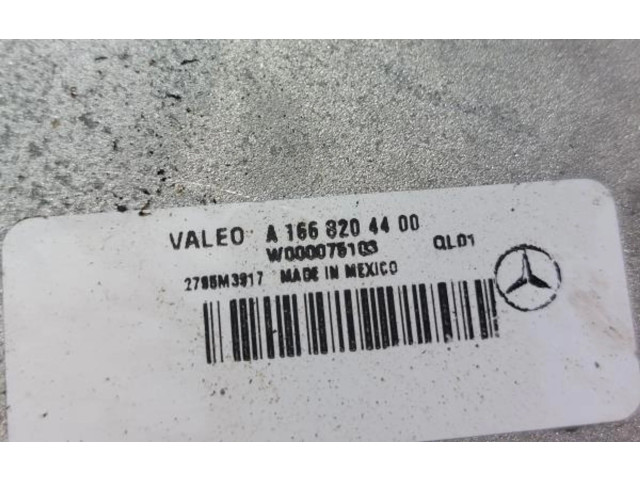 VALEO A 166 820 44 00
W000075103 QL01
2795M3917 MADE IN MEXICO